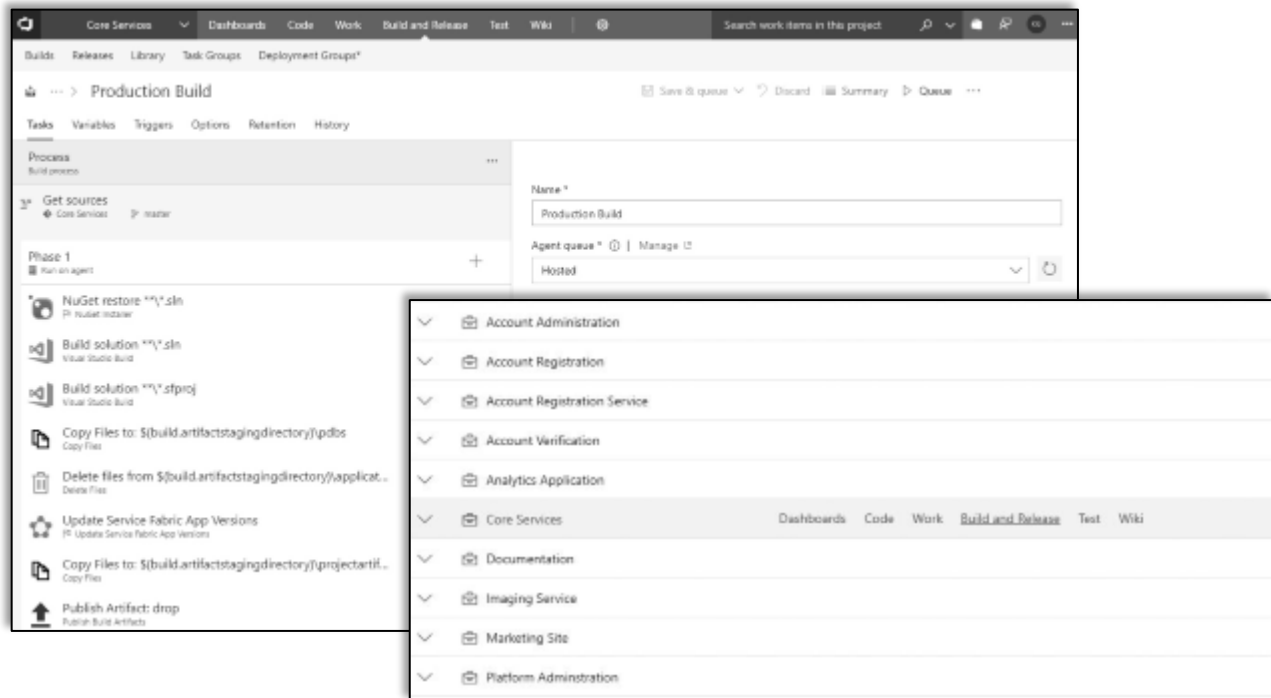 Core Services Dashboards Code Work Build and Release Test Wiki Search work items in this project
Builds Releases Library Task Groups Deployment Groups*
... > Production Build Save & queue Discard Summary Queue ...
Tasks Variables Triggers Options Retention History
Process
Build process
...
Get sources
Core Services master
Phase 1
Run on agent
NuGet restore **\*.sln
NuGet Installer
Build solution **\*.sln
Visual Studio Build
Build solution **\*.sfproj
Visual Studio Build
Copy Files to: $(build.artifactstagingdirectory)\pdbs
Copy Files
Delete files from $(build.artifactstagingdirectory)\applicat...
Delete Files
Update Service Fabric App Versions
Update Service Fabric App Versions
Copy Files to: $(build.artifactstagingdirectory)\projectartif...
Copy Files
Publish Artifact: drop
Publish Build Artifacts
Name *
Production Build
Agent queue * | Manage
Hosted
Account Administration
Account Registration
Account Registration Service
Account Verification
Analytics Application
Core Services Dashboards Code Work Build and Release Test Wiki
Documentation
Imaging Service
Marketing Site
Platform Adminstration